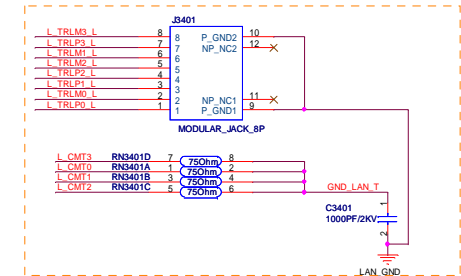 J3401
L_TRLM3_L 8 8 P_GND2 10
L_TRLP3_L 7 7 NP_NC2 12
L_TRLM1_L 6 6
L_TRLM2_L 5 5
L_TRLP2_L 4 4
L_TRLP1_L 3 3
L_TRLM0_L 2 2 NP_NC1 11
L_TRLP0_L 1 1 P_GND1 9
MODULAR_JACK_8P
L_CMT3 RN3401D 7 75Ohm 8
L_CMT0 RN3401A 1 75Ohm 2
L_CMT1 RN3401B 3 75Ohm 4
L_CMT2 RN3401C 5 75Ohm 6
GND_LAN_T
1
C3401
1000PF/2KV
2
LAN_GND